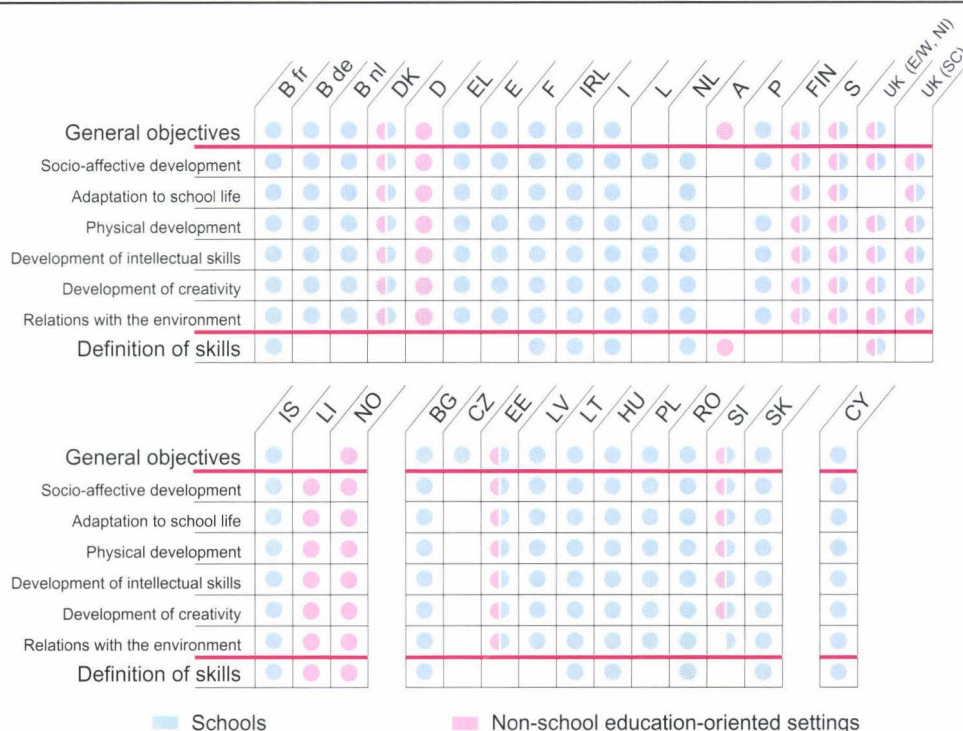 B fr B de B nl DK D EL E F IRL I L NL A P FIN S UK (E/W, NI) UK (SC)
General objectives
Socio-affective development
Adaptation to school life
Physical development
Development of intellectual skills
Development of creativity
Relations with the environment
Definition of skills
IS LI NO BG CZ EE LV LT HU PL RO SI SK CY
General objectives
Socio-affective development
Adaptation to school life
Physical development
Development of intellectual skills
Development of creativity
Relations with the environment
Definition of skills
Schools Non-school education-oriented settings